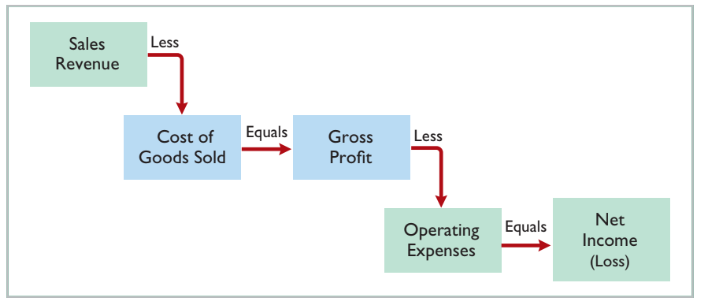 Sales
Revenue
Less
Cost of
Goods Sold
Equals
Gross
Profit
Less
Operating
Expenses
Equals
Net
Income
(Loss)